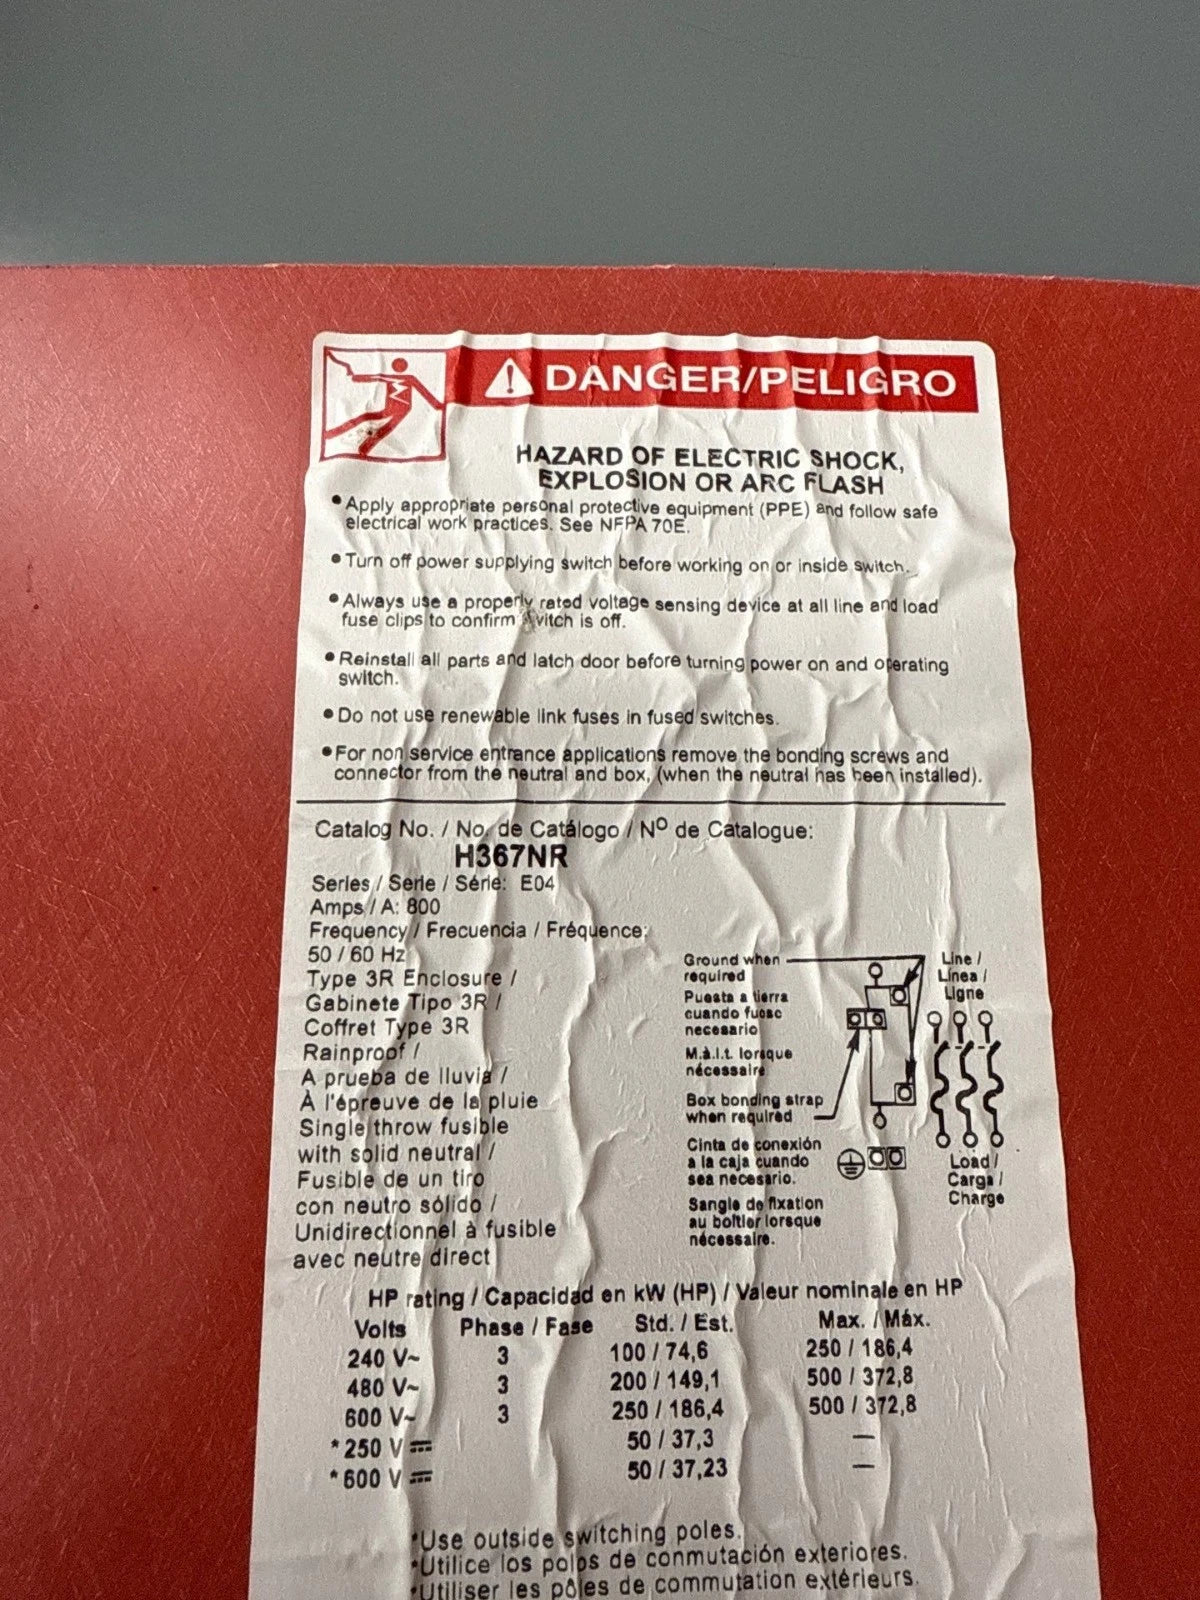 DANGER/PELIGRO
HAZARD OF ELECTRIC SHOCK,
EXPLOSION OR ARC FLASH
•Apply appropriate personal protective equipment (PPE) and follow safe
electrical work practices. See NFPA 70E.
•Turn off power supplying switch before working on or inside switch.
•Always use a properly rated voltage sensing device at all line and load
fuse clips to confirm switch is off.
•Reinstall all parts and latch door before turning power on and operating
switch.
•Do not use renewable link fuses in fused switches.
•For non service entrance applications remove the bonding screws and
connector from the neutral and box, (when the neutral has been installed).
Catalog No. / No. de Catálogo / Nº de Catalogue:
H367NR
Series / Serie / Série: E04
Amps / A: 800
Frequency / Frecuencia / Fréquence:
50 / 60 Hz
Type 3R Enclosure /
Gabinete Tipo 3R /
Coffret Type 3R
Rainproof /
A prueba de lluvia /
À l'épreuve de la pluie
Single throw fusible
with solid neutral /
Fusible de un tiro
con neutro sólido /
Unidirectionnel à fusible
avec neutre direct
Ground when
required
Puesta a tierra
cuando fuese
necesario
M.à.l.t. lorsque
nécessaire
Box bonding strap
when required
Cinta de conexión
a la caja cuando
sea necesario.
Sangle de fixation
au boîtier lorsque
nécessaire.
Line /
Línea /
Ligne
Load /
Carga /
Charge
HP rating / Capacidad en kW (HP) / Valeur nominale en HP
Volts Phase / Fase Std. / Est. Max. / Máx.
240 V~ 3 100 / 74,6 250 / 186,4
480 V~ 3 200 / 149,1 500 / 372,8
600 V~ 3 250 / 186,4 500 / 372,8
*250 V⎓ 50 / 37,3 —
*600 V⎓ 50 / 37,23 —
*Use outside switching poles.
*Utilice los polos de conmutación exteriores.
*Utiliser les pôles de commutation extérieurs.